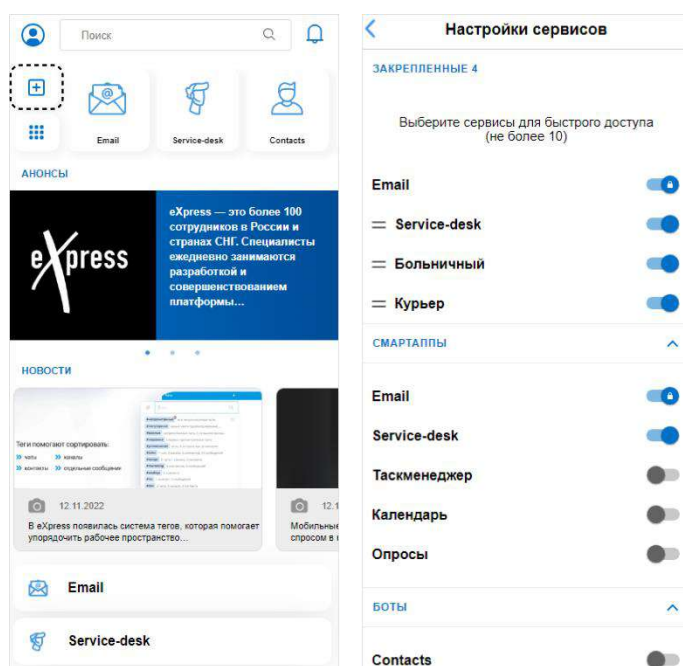 Поиск
Email
Service-desk
Contacts
АНОНСЫ
eXpress
eXpress — это более 100
сотрудников в России и
странах СНГ. Специалисты
ежедневно занимаются
разработкой и
совершенствованием
платформы...
НОВОСТИ
Теги помогают сортировать:
чаты
каналы
контакты
отдельные сообщения
12.11.2022
В eXpress появилась система тегов, которая помогает
упорядочить рабочее пространство...
12.1
Мобильные
спросом в
Email
Service-desk
Настройки сервисов
ЗАКРЕПЛЕННЫЕ 4
Выберите сервисы для быстрого доступа
(не более 10)
Email
Service-desk
Больничный
Курьер
СМАРТАППЫ
Email
Service-desk
Таскменеджер
Календарь
Опросы
БОТЫ
Contacts